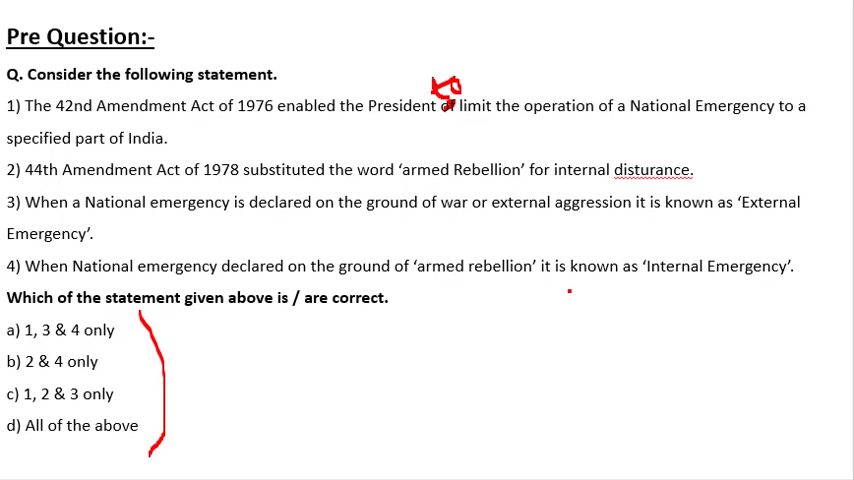 Pre Question:-
Q. Consider the following statement.
1) The 42nd Amendment Act of 1976 enabled the President of limit the operation of a National Emergency to a
specified part of India.
2) 44th Amendment Act of 1978 substituted the word ‘armed Rebellion’ for internal disturance.
3) When a National emergency is declared on the ground of war or external aggression it is known as ‘External
Emergency’.
4) When National emergency declared on the ground of ‘armed rebellion’ it is known as ‘Internal Emergency’.
Which of the statement given above is / are correct.
a) 1, 3 & 4 only
b) 2 & 4 only
c) 1, 2 & 3 only
d) All of the above